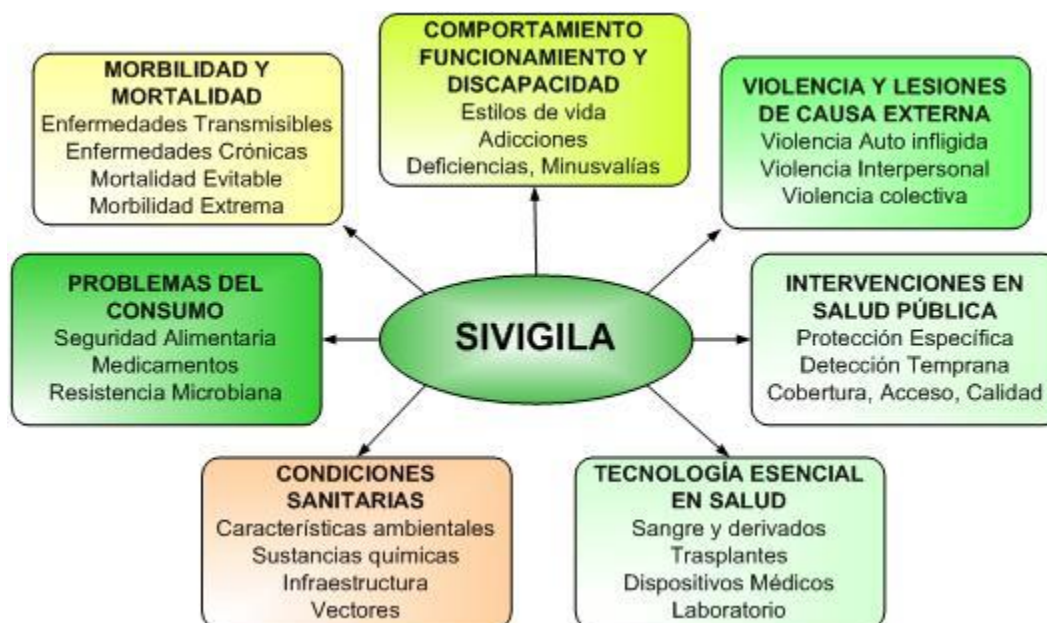 MORBILIDAD Y
MORTALIDAD
Enfermedades Transmisibles
Enfermedades Crónicas
Mortalidad Evitable
Morbilidad Extrema
COMPORTAMIENTO
FUNCIONAMIENTO Y
DISCAPACIDAD
Estilos de vida
Adicciones
Deficiencias, Minusvalías
VIOLENCIA Y LESIONES
DE CAUSA EXTERNA
Violencia Auto infligida
Violencia Interpersonal
Violencia colectiva
PROBLEMAS DEL
CONSUMO
Seguridad Alimentaria
Medicamentos
Resistencia Microbiana
SIVIGILA
INTERVENCIONES EN
SALUD PÚBLICA
Protección Específica
Detección Temprana
Cobertura, Acceso, Calidad
CONDICIONES
SANITARIAS
Características ambientales
Sustancias químicas
Infraestructura
Vectores
TECNOLOGÍA ESENCIAL
EN SALUD
Sangre y derivados
Trasplantes
Dispositivos Médicos
Laboratorio